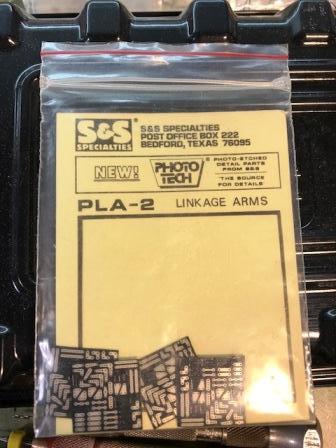 S&S
SPECIALTIES
S&S SPECIALTIES
POST OFFICE BOX 222
BEDFORD, TEXAS 76095
NEW!
PHOTO
TECH
PHOTO-ETCHED
DETAIL PARTS
FROM S&S
"THE SOURCE
FOR DETAILS"
PLA-2 LINKAGE ARMS